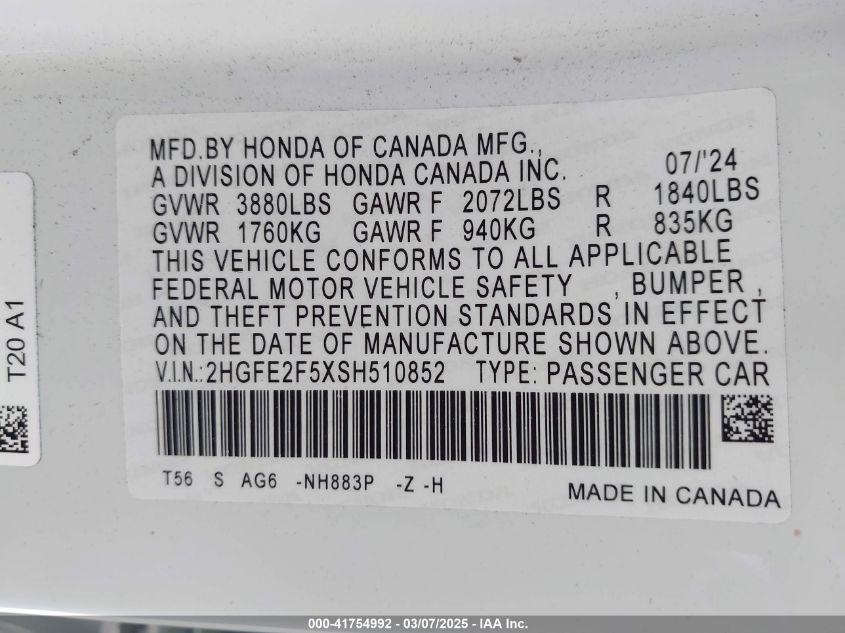 MFD.BY HONDA OF CANADA MFG.,
A DIVISION OF HONDA CANADA INC. 07/'24
GVWR 3880LBS GAWR F 2072LBS R 1840LBS
GVWR 1760KG GAWR F 940KG R 835KG
THIS VEHICLE CONFORMS TO ALL APPLICABLE
FEDERAL MOTOR VEHICLE SAFETY , BUMPER ,
AND THEFT PREVENTION STANDARDS IN EFFECT
ON THE DATE OF MANUFACTURE SHOWN ABOVE.
V.I.N.:2HGFE2F5XSH510852 TYPE: PASSENGER CAR
T56 S AG6 -NH883P -Z -H
MADE IN CANADA
T20 A1
000-41754992 - 03/07/2025 - IAA Inc.